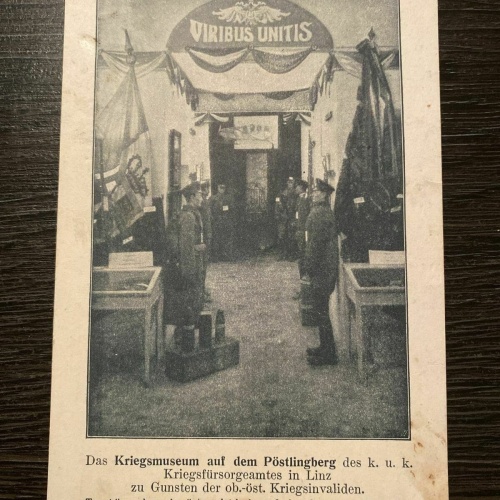 VIRIBUS UNITIS
Das Kriegsmuseum auf dem Pöstlingberg des k. u. k.
Kriegsfürsorgeamtes in Linz
zu Gunsten der ob.-öst. Kriegsinvaliden.